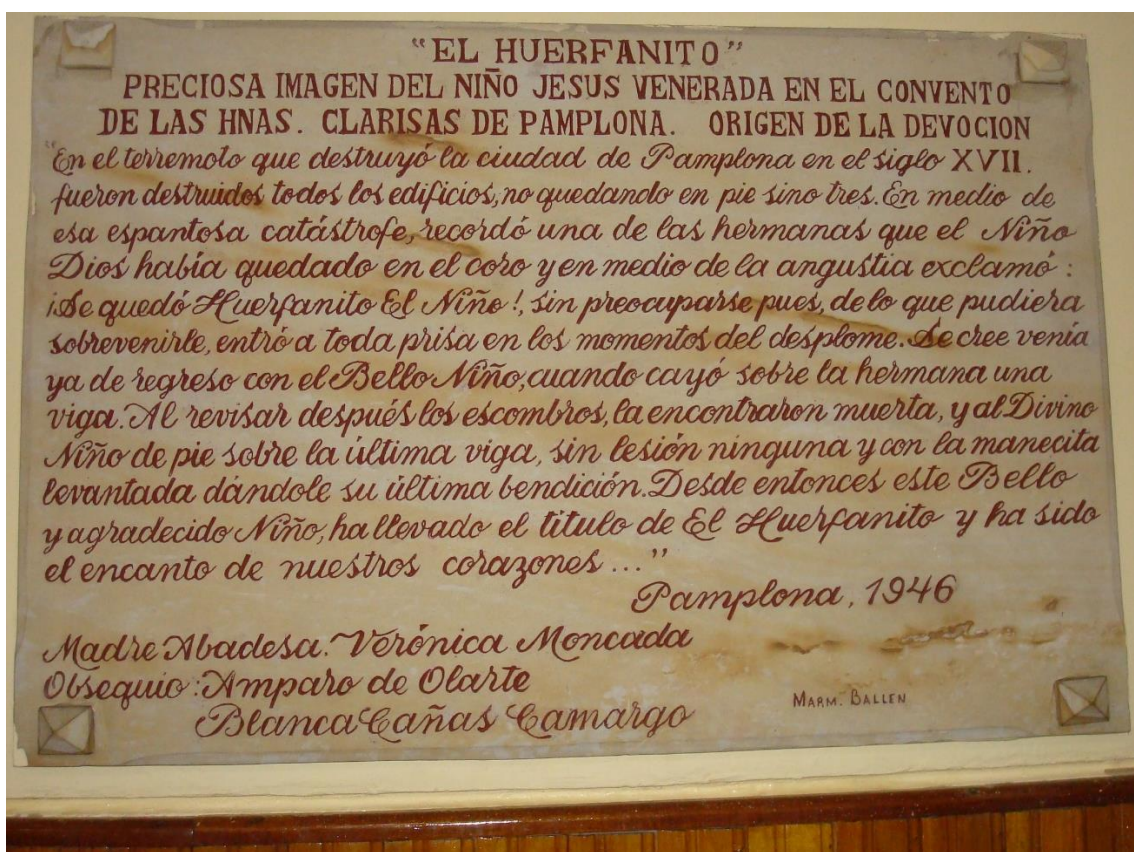 "EL HUERFANITO"
PRECIOSA IMAGEN DEL NIÑO JESUS VENERADA EN EL CONVENTO
DE LAS HNAS. CLARISAS DE PAMPLONA. ORIGEN DE LA DEVOCION
"En el terremoto que destruyó la ciudad de Pamplona en el siglo XVII.
fueron destruidos todos los edificios, no quedando en pie sino tres. En medio de
esa espantosa catástrofe, recordó una de las hermanas que el Niño
Dios había quedado en el coro y en medio de la angustia exclamó:
¡Se quedó Huerfanito El Niño!, sin preocuparse pues, de lo que pudiera
sobrevenirle, entró a toda prisa en los momentos del desplome. Se cree venía
ya de regreso con el Bello Niño, cuando cayó sobre la hermana una
viga. Al revisar después los escombros, la encontraron muerta, y al Divino
Niño de pie sobre la última viga, sin lesión ninguna y con la manecita
levantada dándole su última bendición. Desde entonces este Bello
y agradecido Niño, ha llevado el titulo de El Huerfanito y ha sido
el encanto de nuestros corazones..."
Pamplona, 1946
Madre Abadesa: Verónica Moncada
Obsequio: Amparo de Olarte
Blanca Cañas Camargo
MARM. BALLEN